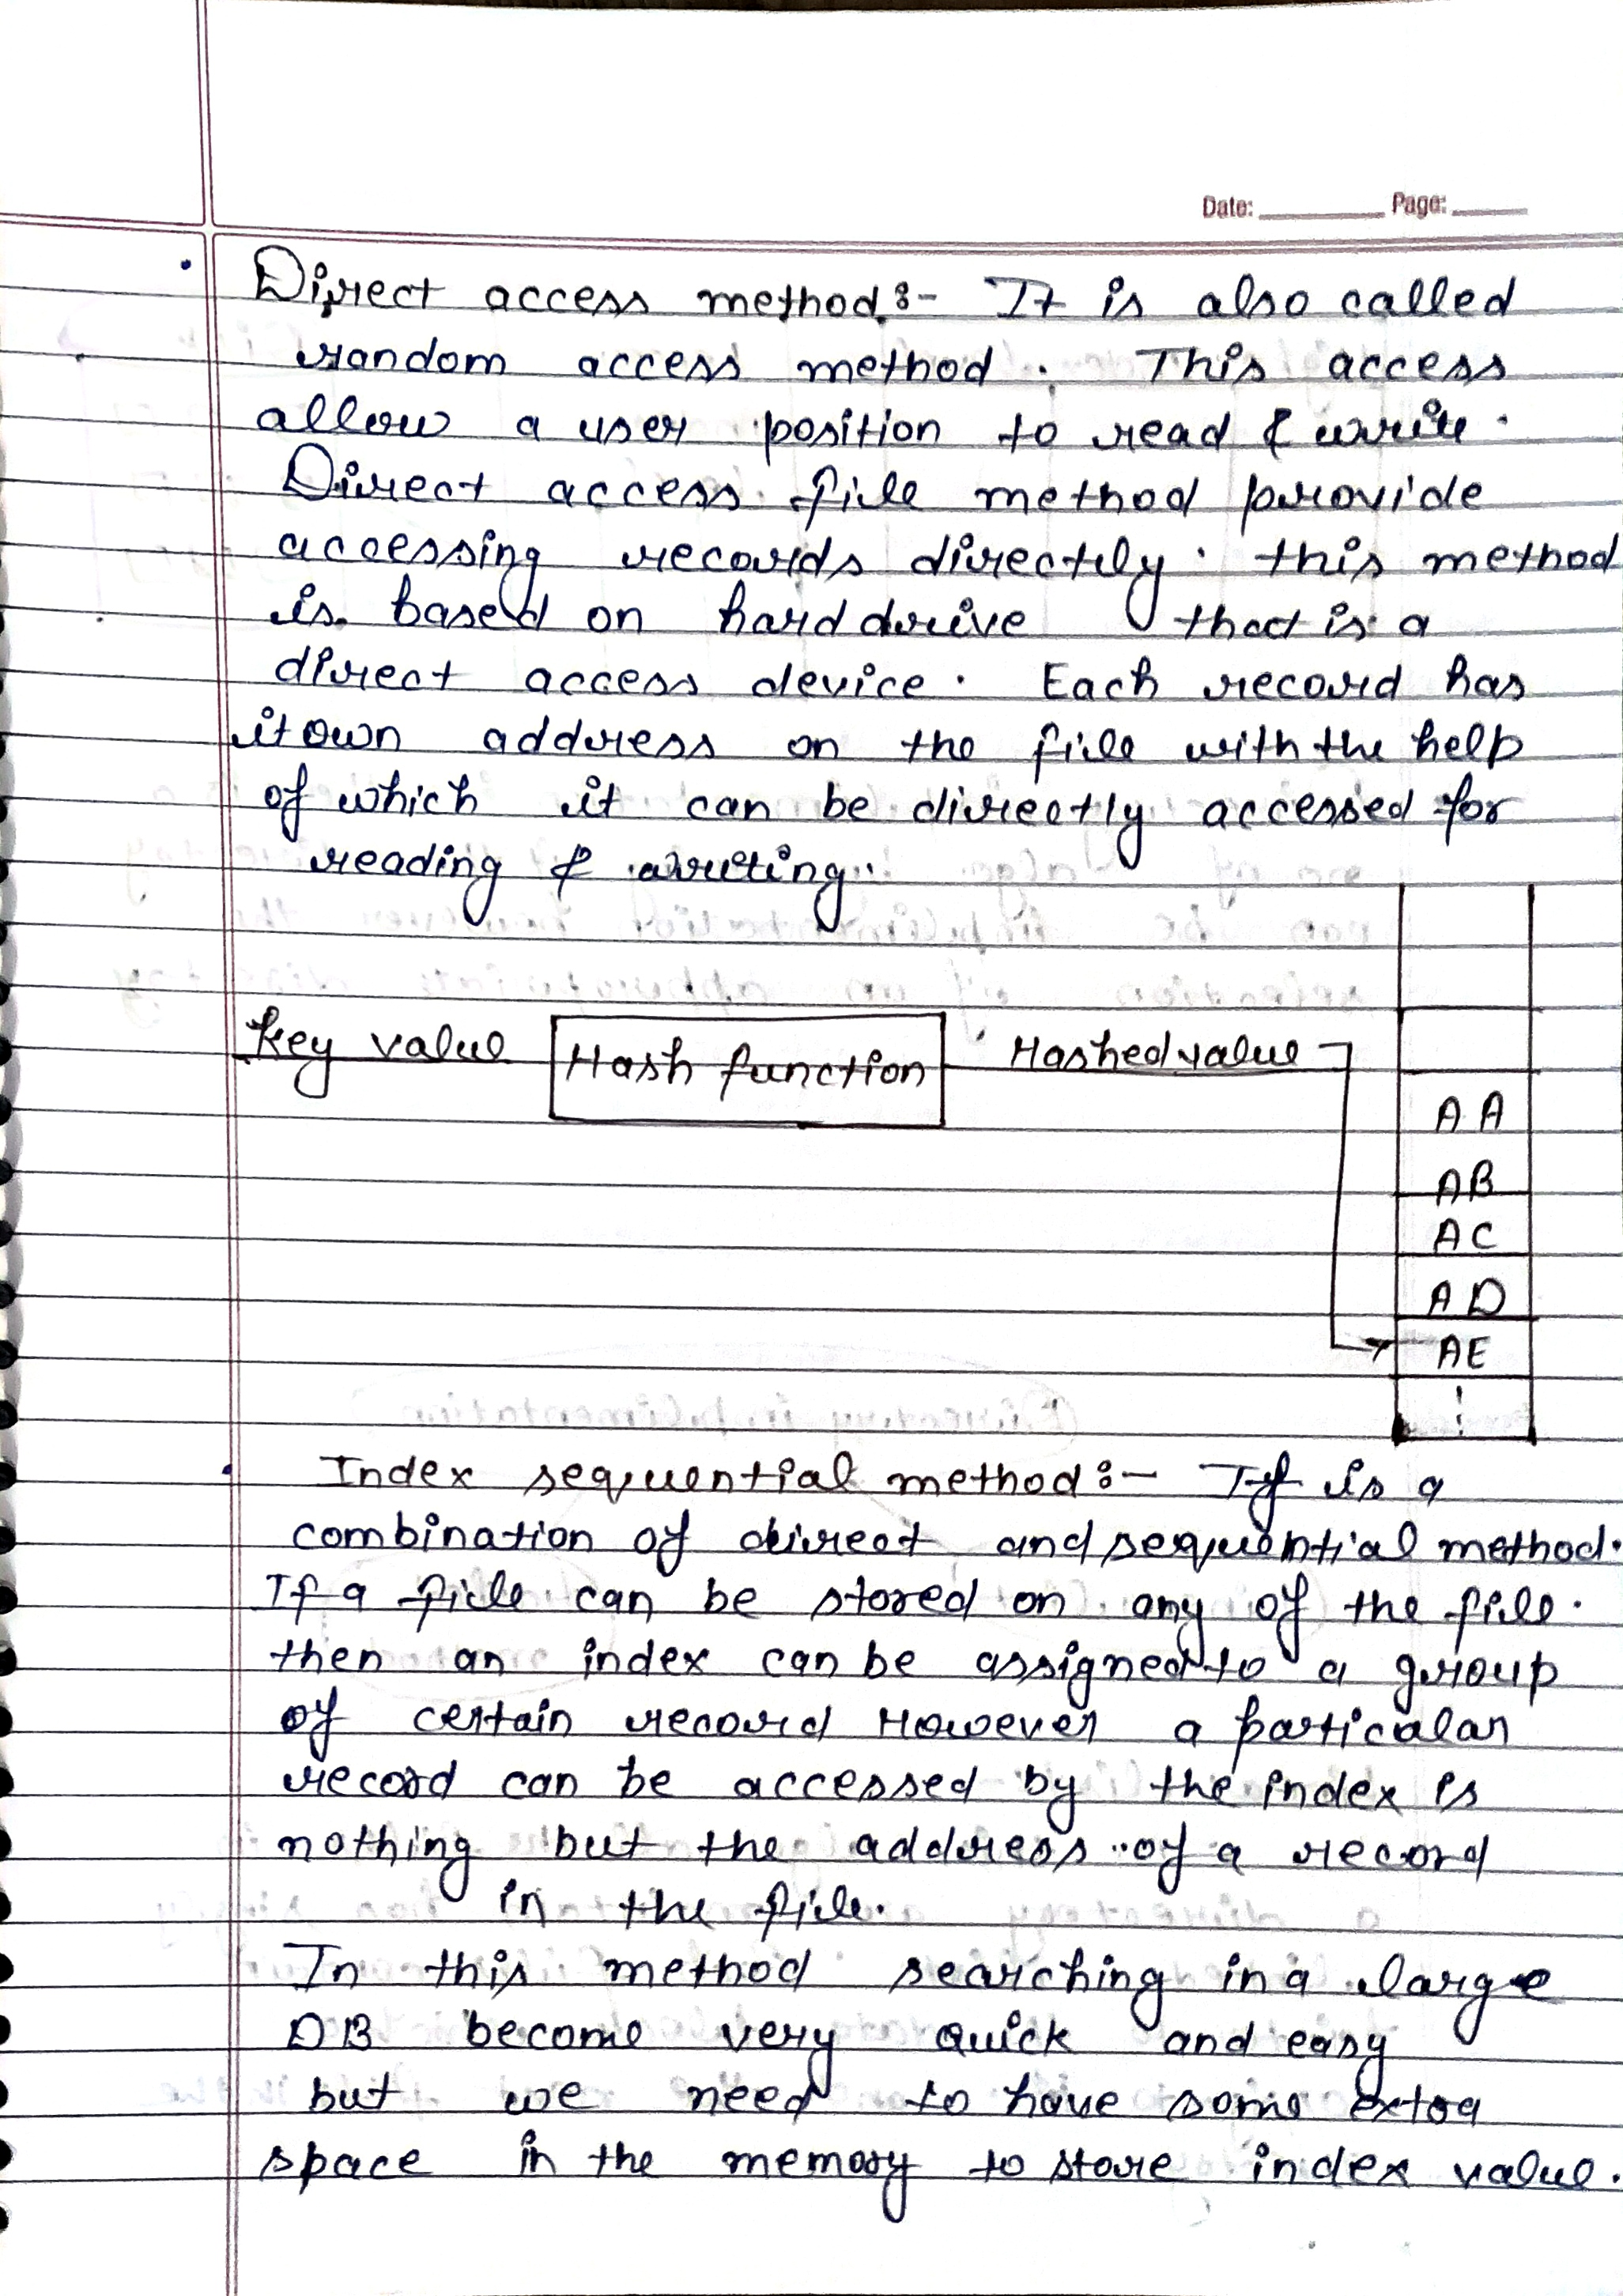 Date: Page:
Direct access method:- It is also called
random access method. This access
allow a user position to read & write.
Direct access file method provide
accessing records directely. this method
is based on hard drive that is a
direct access device. Each record has
it own address on the file with the help
of which it can be directly accessed for
reading & writing.
Key value Hash function Hashed value
AA
AB
AC
AD
AE
Index sequential method:- It is a
combination of direct and sequential method.
If a file can be stored on any of the file.
then an index can be assigned to a group
of certain record However a particalar
record can be accessed by the index is
nothing but the address of a record
in the file.
In this method searching in a large
DB become very quick and easy
but we need to have some extra
space in the memory to store index value.